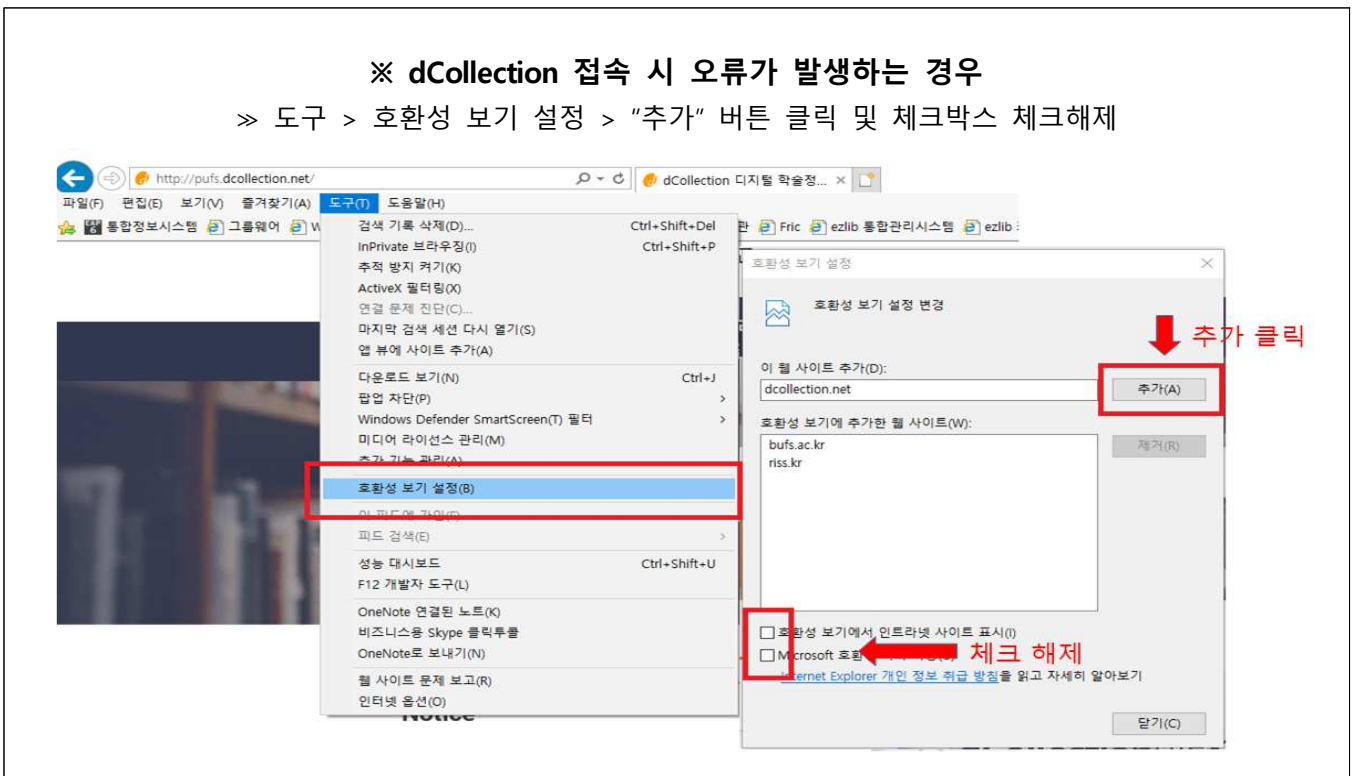 ※ dCollection 접속 시 오류가 발생하는 경우
≫ 도구 > 호환성 보기 설정 > "추가" 버튼 클릭 및 체크박스 체크해제
http://pufs.dcollection.net/
dCollection 디지털 학술정...
파일(F) 편집(E) 보기(V) 즐겨찾기(A) 도구(T) 도움말(H)
통합정보시스템 그룹웨어 W
Fric ezlib 통합관리시스템 ezlib
검색 기록 삭제(D)... Ctrl+Shift+Del
InPrivate 브라우징(I) Ctrl+Shift+P
추적 방지 켜기(K)
ActiveX 필터링(X)
연결 문제 진단(C)...
마지막 검색 세션 다시 열기(S)
앱 뷰에 사이트 추가(A)
다운로드 보기(N) Ctrl+J
팝업 차단(P)
Windows Defender SmartScreen(T) 필터
미디어 라이선스 관리(M)
추가 기능 관리(A)
호환성 보기 설정(B)
이 피드에 가입(F)
피드 검색(E)
성능 대시보드 Ctrl+Shift+U
F12 개발자 도구(L)
OneNote 연결된 노트(K)
비즈니스용 Skype 클릭투콜
OneNote로 보내기(N)
웹 사이트 문제 보고(R)
인터넷 옵션(O)
Notice
호환성 보기 설정
호환성 보기 설정 변경
추가 클릭
이 웹 사이트 추가(D):
dcollection.net 추가(A)
호환성 보기에 추가한 웹 사이트(W):
bufs.ac.kr 제거(R)
riss.kr
호환성 보기에서 인트라넷 사이트 표시(I)
Microsoft 호환
체크 해제
Internet Explorer 개인 정보 취급 방침을 읽고 자세히 알아보기
닫기(C)